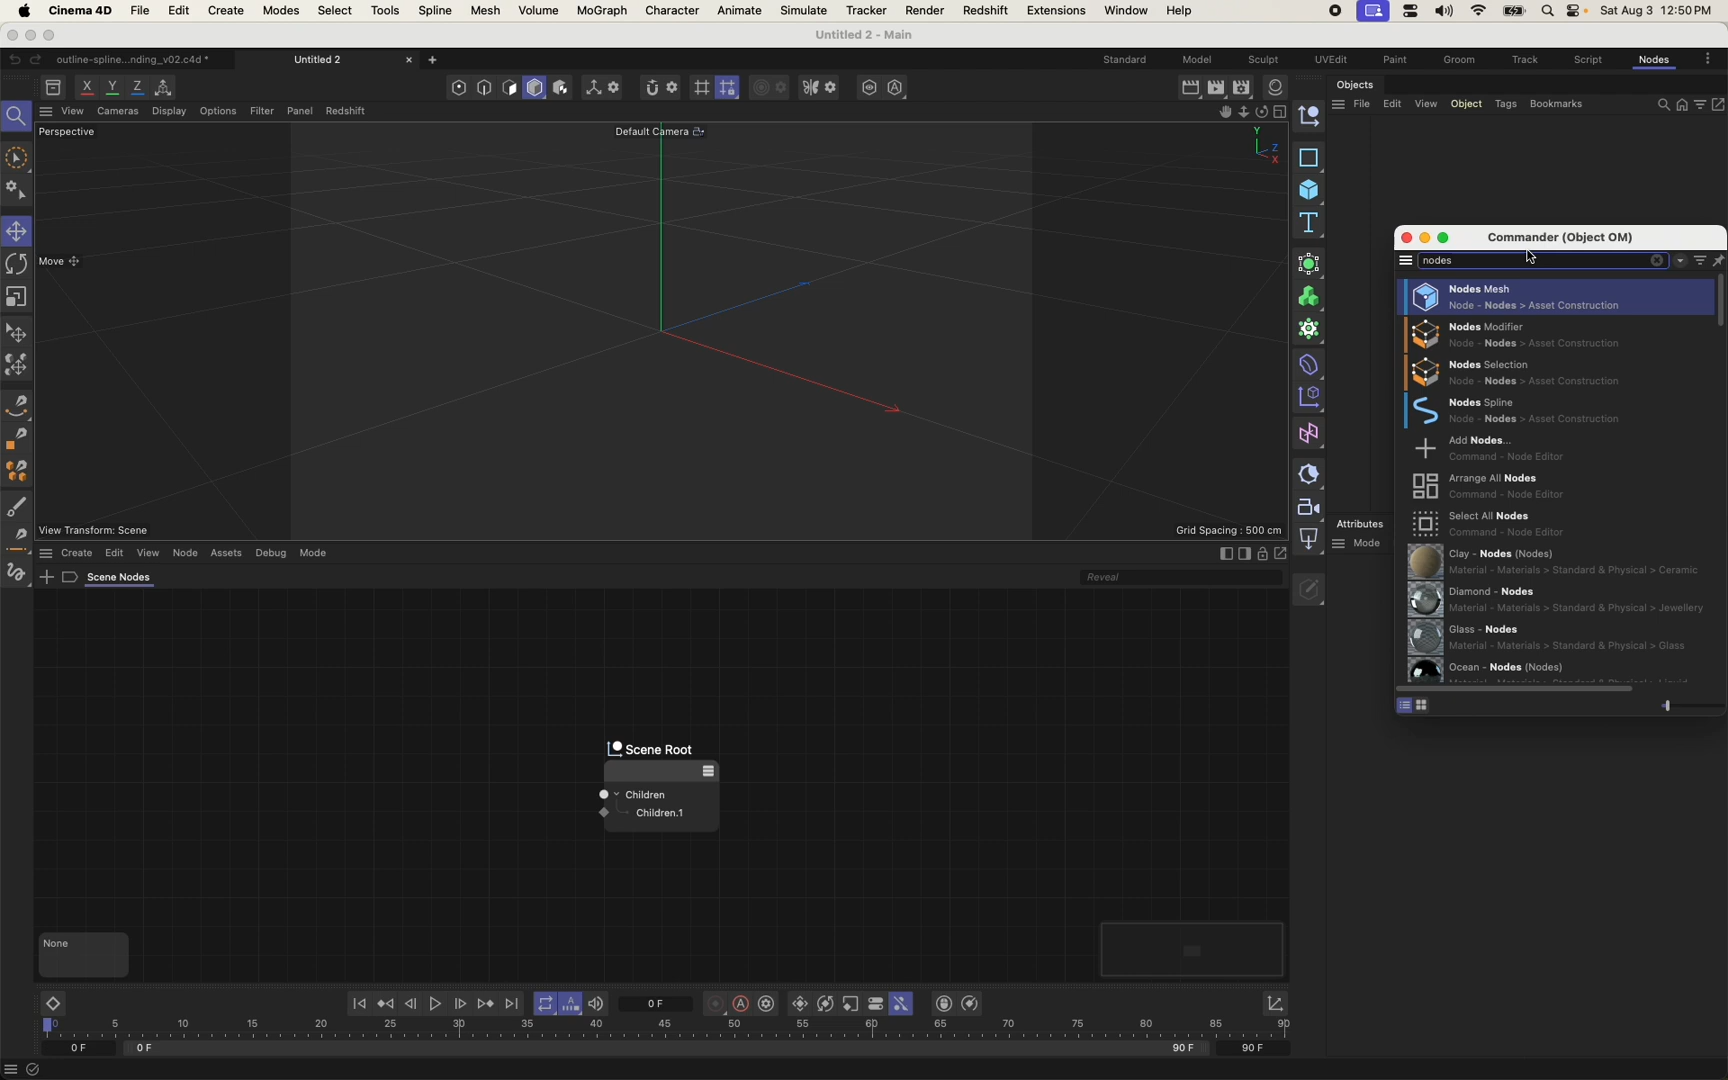 Cinema 4D File Edit Create Modes Select Tools Spline Mesh Volume MoGraph Character Animate Simulate Tracker Render Redshift Extensions Window Help Sat Aug 3 12:50 PM
Untitled 2 - Main
outline-spline...nding_v02.c4d * Untitled 2 × + Standard Model Sculpt UVEdit Paint Groom Track Script Nodes
X Y Z
Objects
View Cameras Display Options Filter Panel Redshift
File Edit View Object Tags Bookmarks
Perspective
Default Camera
Y
Z
X
Move
View Transform: Scene
Grid Spacing : 500 cm
Commander (Object OM)
nodes
Nodes Mesh
Node - Nodes > Asset Construction
Nodes Modifier
Node - Nodes > Asset Construction
Nodes Selection
Node - Nodes > Asset Construction
Nodes Spline
Node - Nodes > Asset Construction
Add Nodes...
Command - Node Editor
Arrange All Nodes
Command - Node Editor
Select All Nodes
Command - Node Editor
Clay - Nodes (Nodes)
Material - Materials > Standard & Physical > Ceramic
Diamond - Nodes
Material - Materials > Standard & Physical > Jewellery
Glass - Nodes
Material - Materials > Standard & Physical > Glass
Ocean - Nodes (Nodes)
Attributes
Mode
Create Edit View Node Assets Debug Help Mode
Scene Nodes
Reveal
Scene Root
Children
Children.1
None
0 F
0 5 10 15 20 25 30 35 40 45 50 55 60 65 70 75 80 85 90
0 F 0 F 90 F 90 F